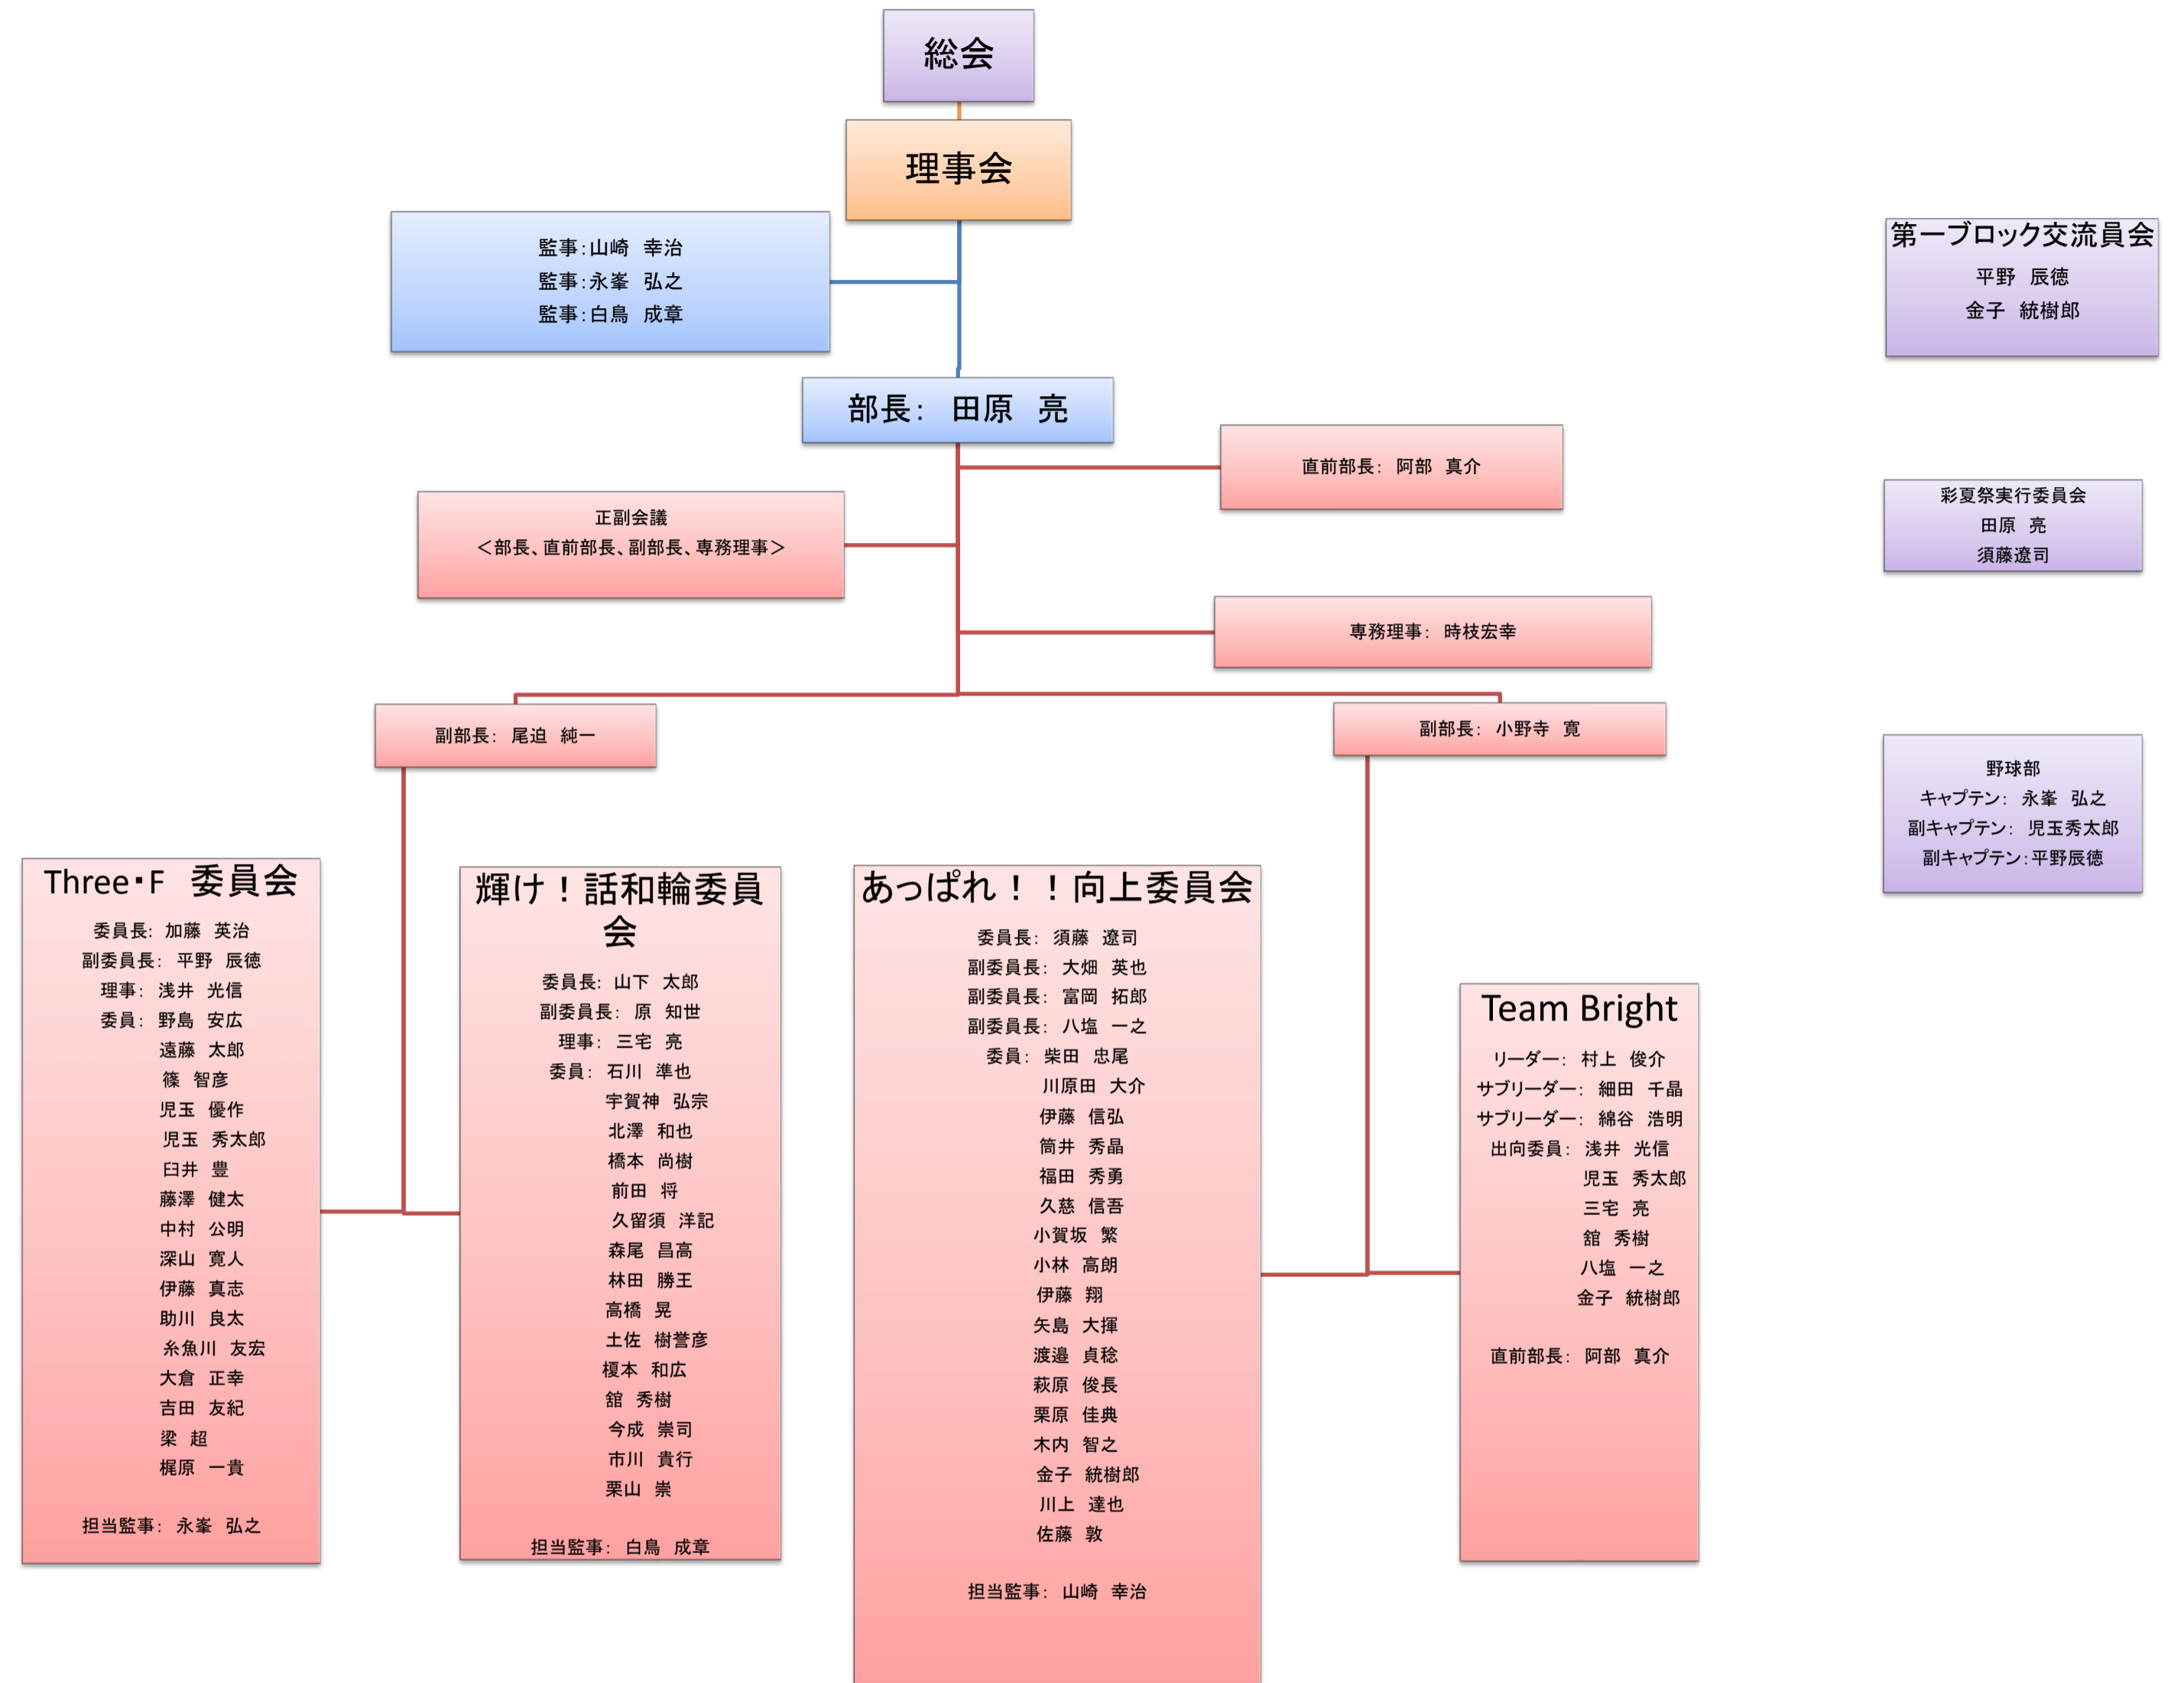 総会
理事会
監事：山崎　幸治
監事：永峯　弘之
監事：白鳥　成章
部長：　田原　亮
直前部長：　阿部　真介
正副会議
＜部長、直前部長、副部長、専務理事＞
専務理事：　時枝宏幸
副部長：　尾迫　純一
副部長：　小野寺　寛
Three・F　委員会
委員長：　加藤　英治
副委員長：　平野　辰徳
理事：　浅井　光信
委員：　野島　安広
遠藤　太郎
篠　智彦
児玉　優作
児玉　秀太郎
臼井　豊
藤澤　健太
中村　公明
深山　寛人
伊藤　真志
助川　良太
糸魚川　友宏
大倉　正幸
吉田　友紀
梁　超
梶原　一貴
担当監事：　永峯　弘之
輝け！話和輪委員
会
委員長：　山下　太郎
副委員長：　原　知世
理事：　三宅　亮
委員：　石川　準也
宇賀神　弘宗
北澤　和也
橋本　尚樹
前田　将
久留須　洋記
森尾　昌高
林田　勝王
高橋　晃
土佐　樹誉彦
榎本　和広
舘　秀樹
今成　崇司
市川　貴行
栗山　崇
担当監事：　白鳥　成章
あっぱれ！！向上委員会
委員長：　須藤　遼司
副委員長：　大畑　英也
副委員長：　富岡　拓郎
副委員長：　八塩　一之
委員：　柴田　忠尾
川原田　大介
伊藤　信弘
筒井　秀晶
福田　秀勇
久慈　信吾
小賀坂　繁
小林　高朗
伊藤　翔
矢島　大揮
渡邉　貞稔
萩原　俊長
栗原　佳典
木内　智之
金子　統樹郎
川上　達也
佐藤　敦
担当監事：　山崎　幸治
Team Bright
リーダー：　村上　俊介
サブリーダー：　細田　千晶
サブリーダー：　綿谷　浩明
出向委員：　浅井　光信
児玉　秀太郎
三宅　亮
舘　秀樹
八塩　一之
金子　統樹郎
直前部長：　阿部　真介
第一ブロック交流員会
平野　辰徳
金子　統樹郎
彩夏祭実行委員会
田原　亮
須藤遼司
野球部
キャプテン：　永峯　弘之
副キャプテン：　児玉秀太郎
副キャプテン：平野辰徳